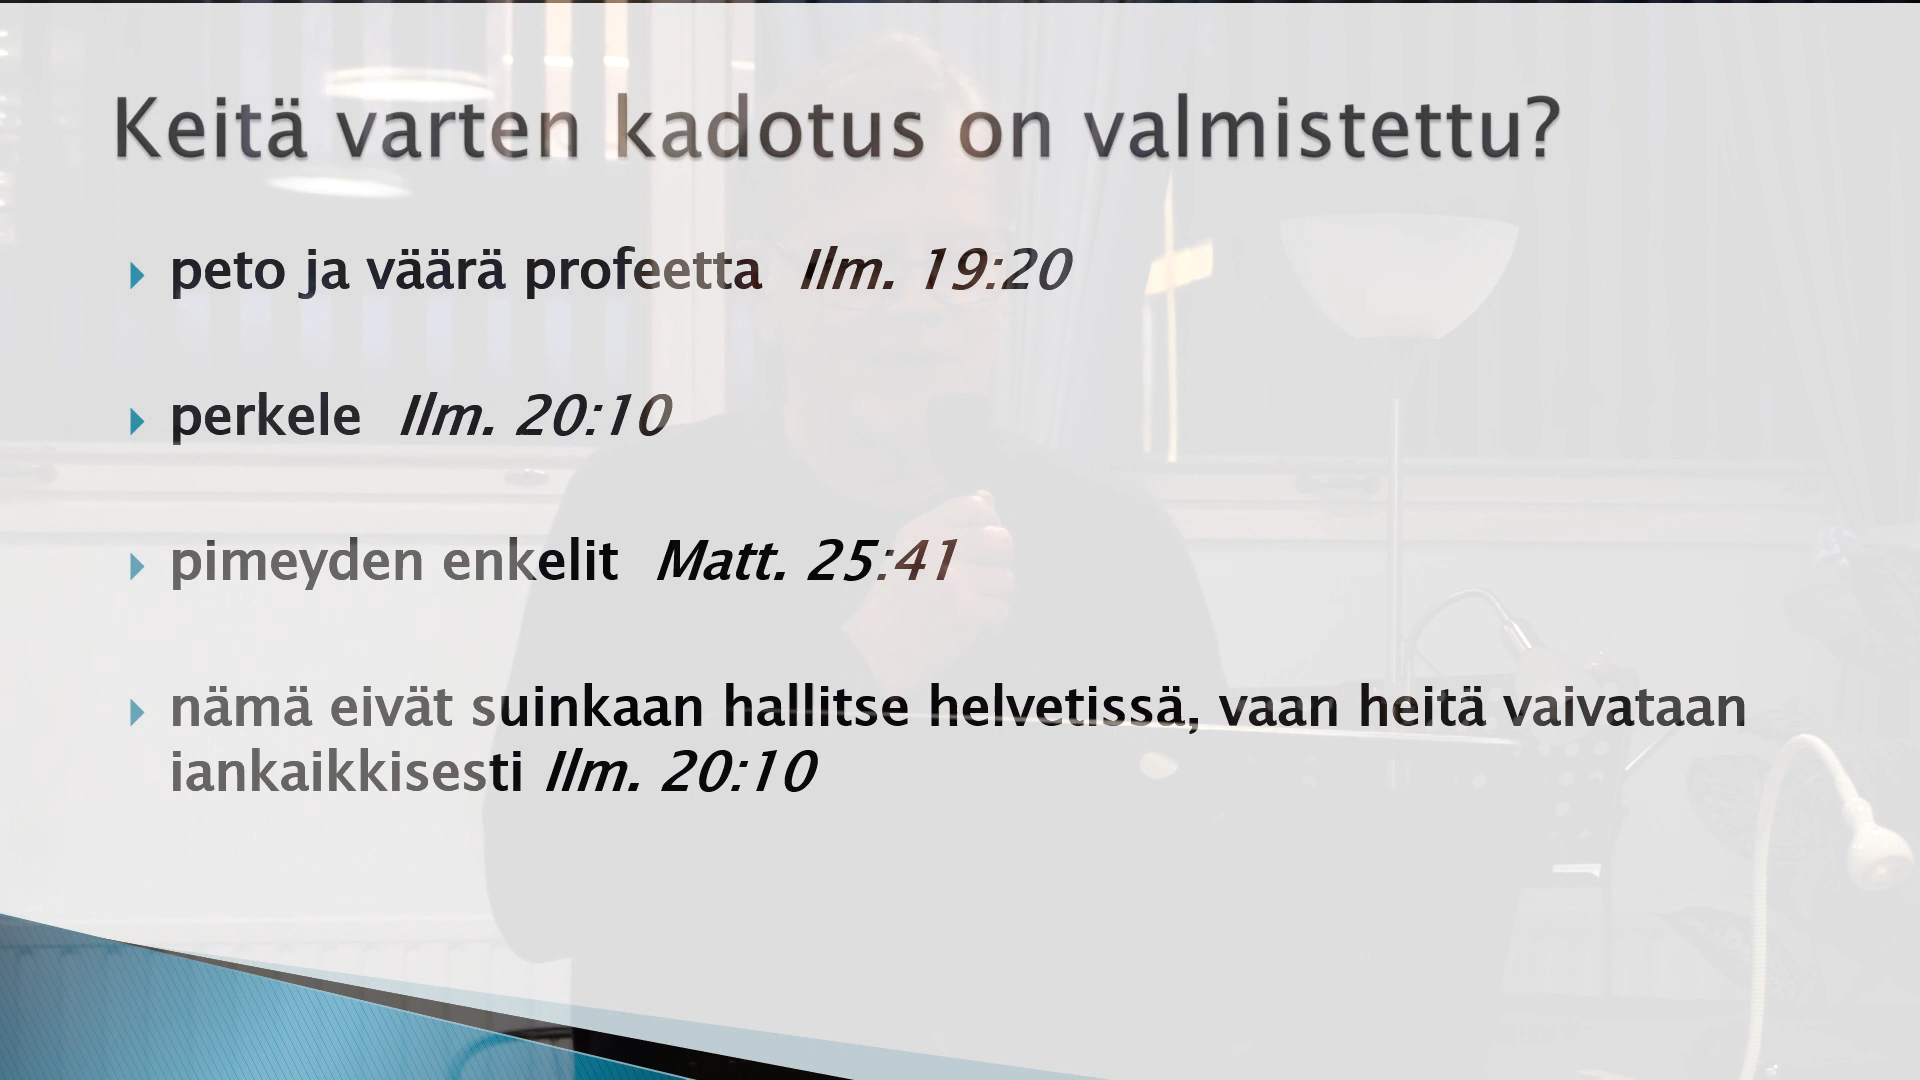 Keitä varten kadotus on valmistettu?
peto ja väärä profeetta Ilm. 19:20
perkele Ilm. 20:10
pimeyden enkelit Matt. 25:41
nämä eivät suinkaan hallitse helvetissä, vaan heitä vaivataan
iankaikkisesti Ilm. 20:10